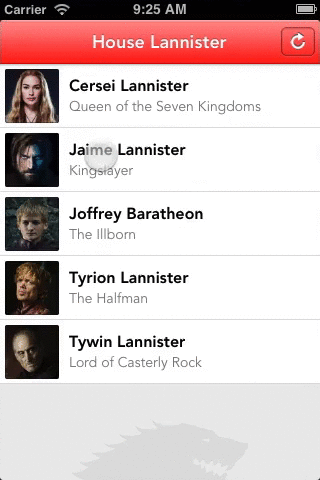 Carrier 9:25 AM
House Lannister
Cersei Lannister
Queen of the Seven Kingdoms
Jaime Lannister
Kingslayer
Joffrey Baratheon
The Illborn
Tyrion Lannister
The Halfman
Tywin Lannister
Lord of Casterly Rock